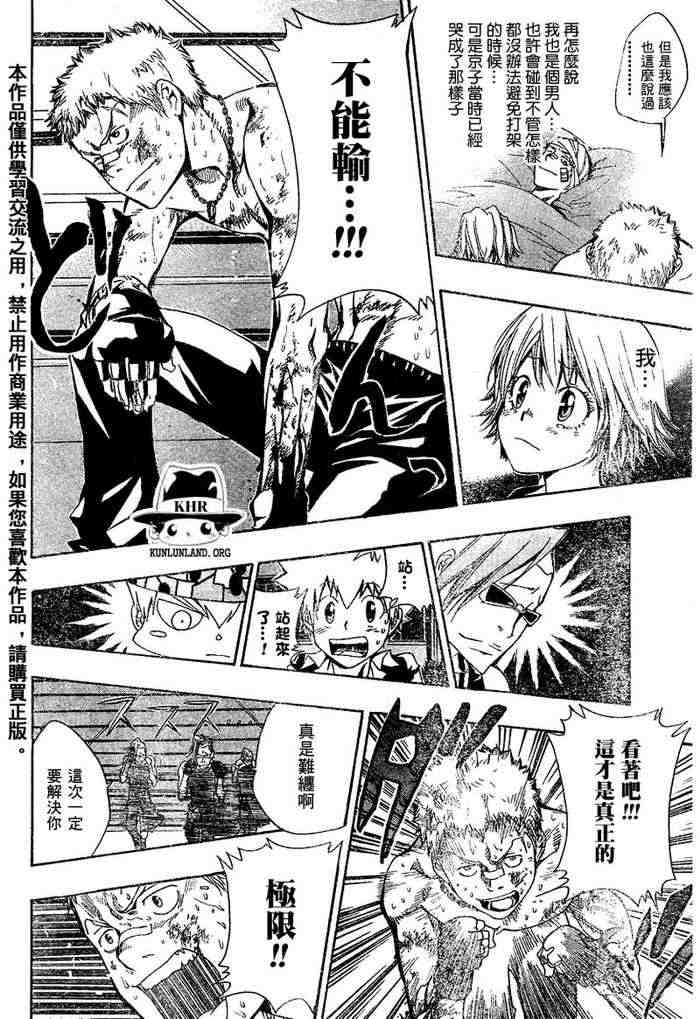 但是我應該
也這麼說過
…………
再怎麼說
我也是個男人…
也許會碰到不管怎樣
都沒辦法避免打架
的時候…
可是京子當時已經
哭成了那樣子
不能輸…!!!
我…
站…
站起來
了…!
KHR
KUNLUNLAND.ORG
看著吧!!!
這才是真正的
真是難纏啊
這次一定
要解決你
ススス
極限!!
本作品僅供學習交流之用，禁止用作商業用途，如果您喜歡本作品，請購買正版。